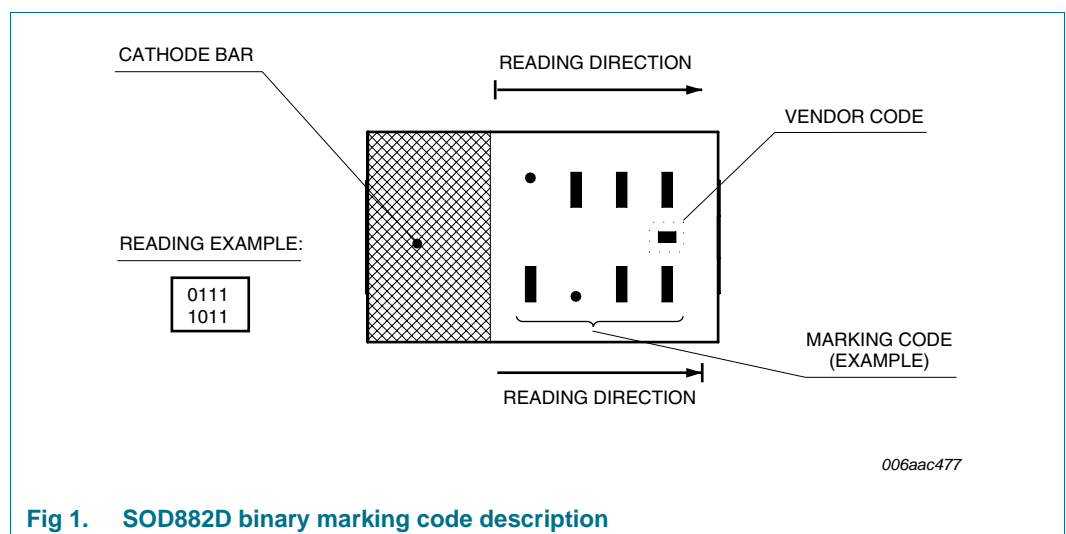 CATHODE BAR
READING DIRECTION
VENDOR CODE
READING EXAMPLE:
0111
1011
MARKING CODE
(EXAMPLE)
READING DIRECTION
006aac477
Fig 1. SOD882D binary marking code description